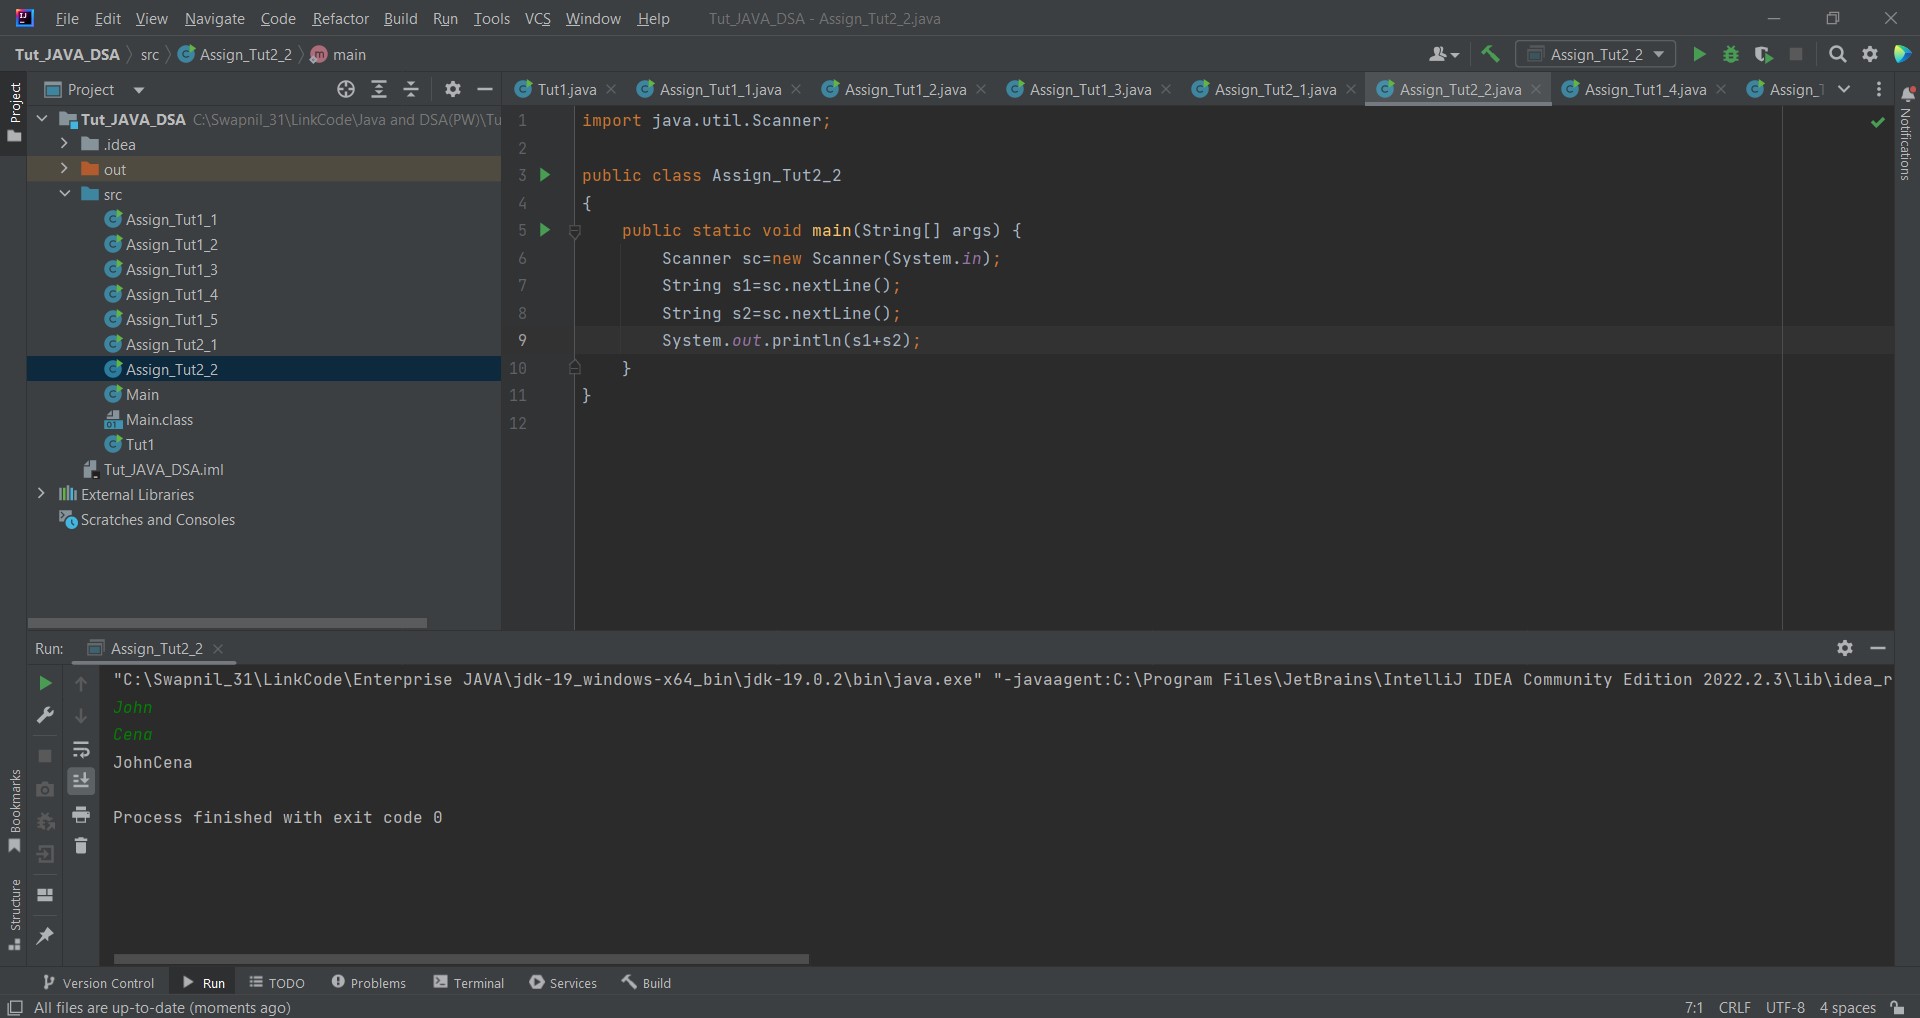 File Edit View Navigate Code Refactor Build Run Tools VCS Window Help Tut_JAVA_DSA - Assign_Tut2_2.java
Tut_JAVA_DSA src Assign_Tut2_2 main Assign_Tut2_2
Project
Project
Tut1.java Assign_Tut1_1.java Assign_Tut1_2.java Assign_Tut1_3.java Assign_Tut2_1.java Assign_Tut2_2.java Assign_Tut1_4.java Assign_
Notifications
Tut_JAVA_DSA C:\Swapnil_31\LinkCode\Java and DSA(PW)\Tu
.idea
out
src
Assign_Tut1_1
Assign_Tut1_2
Assign_Tut1_3
Assign_Tut1_4
Assign_Tut1_5
Assign_Tut2_1
Assign_Tut2_2
Main
Main.class
Tut1
Tut_JAVA_DSA.iml
External Libraries
Scratches and Consoles
1 import java.util.Scanner;
2
3 public class Assign_Tut2_2
4 {
5 public static void main(String[] args) {
6 Scanner sc=new Scanner(System.in);
7 String s1=sc.nextLine();
8 String s2=sc.nextLine();
9 System.out.println(s1+s2);
10 }
11 }
12
Run: Assign_Tut2_2
"C:\Swapnil_31\LinkCode\Enterprise JAVA\jdk-19_windows-x64_bin\jdk-19.0.2\bin\java.exe" "-javaagent:C:\Program Files\JetBrains\IntelliJ IDEA Community Edition 2022.2.3\lib\idea_r
John
Cena
JohnCena
Process finished with exit code 0
Bookmarks
Structure
Version Control Run TODO Problems Terminal Services Build
All files are up-to-date (moments ago) 7:1 CRLF UTF-8 4 spaces